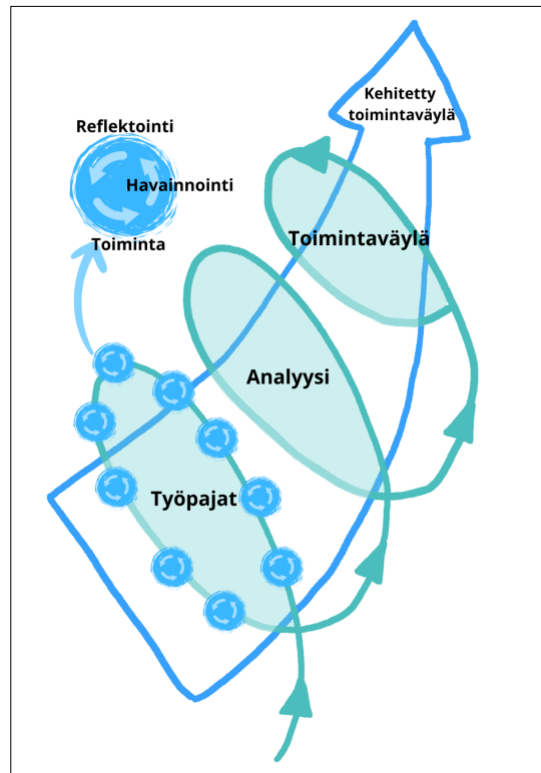 Kehitetty
toimintaväylä
Reflektointi
Havainnointi
Toiminta
Toimintaväylä
Analyysi
Työpajat